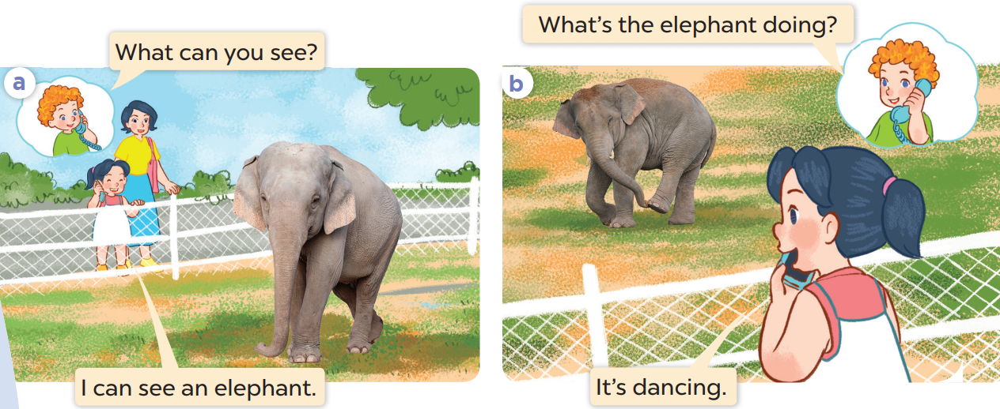 a
What can you see?
I can see an elephant.
b
What's the elephant doing?
It's dancing.